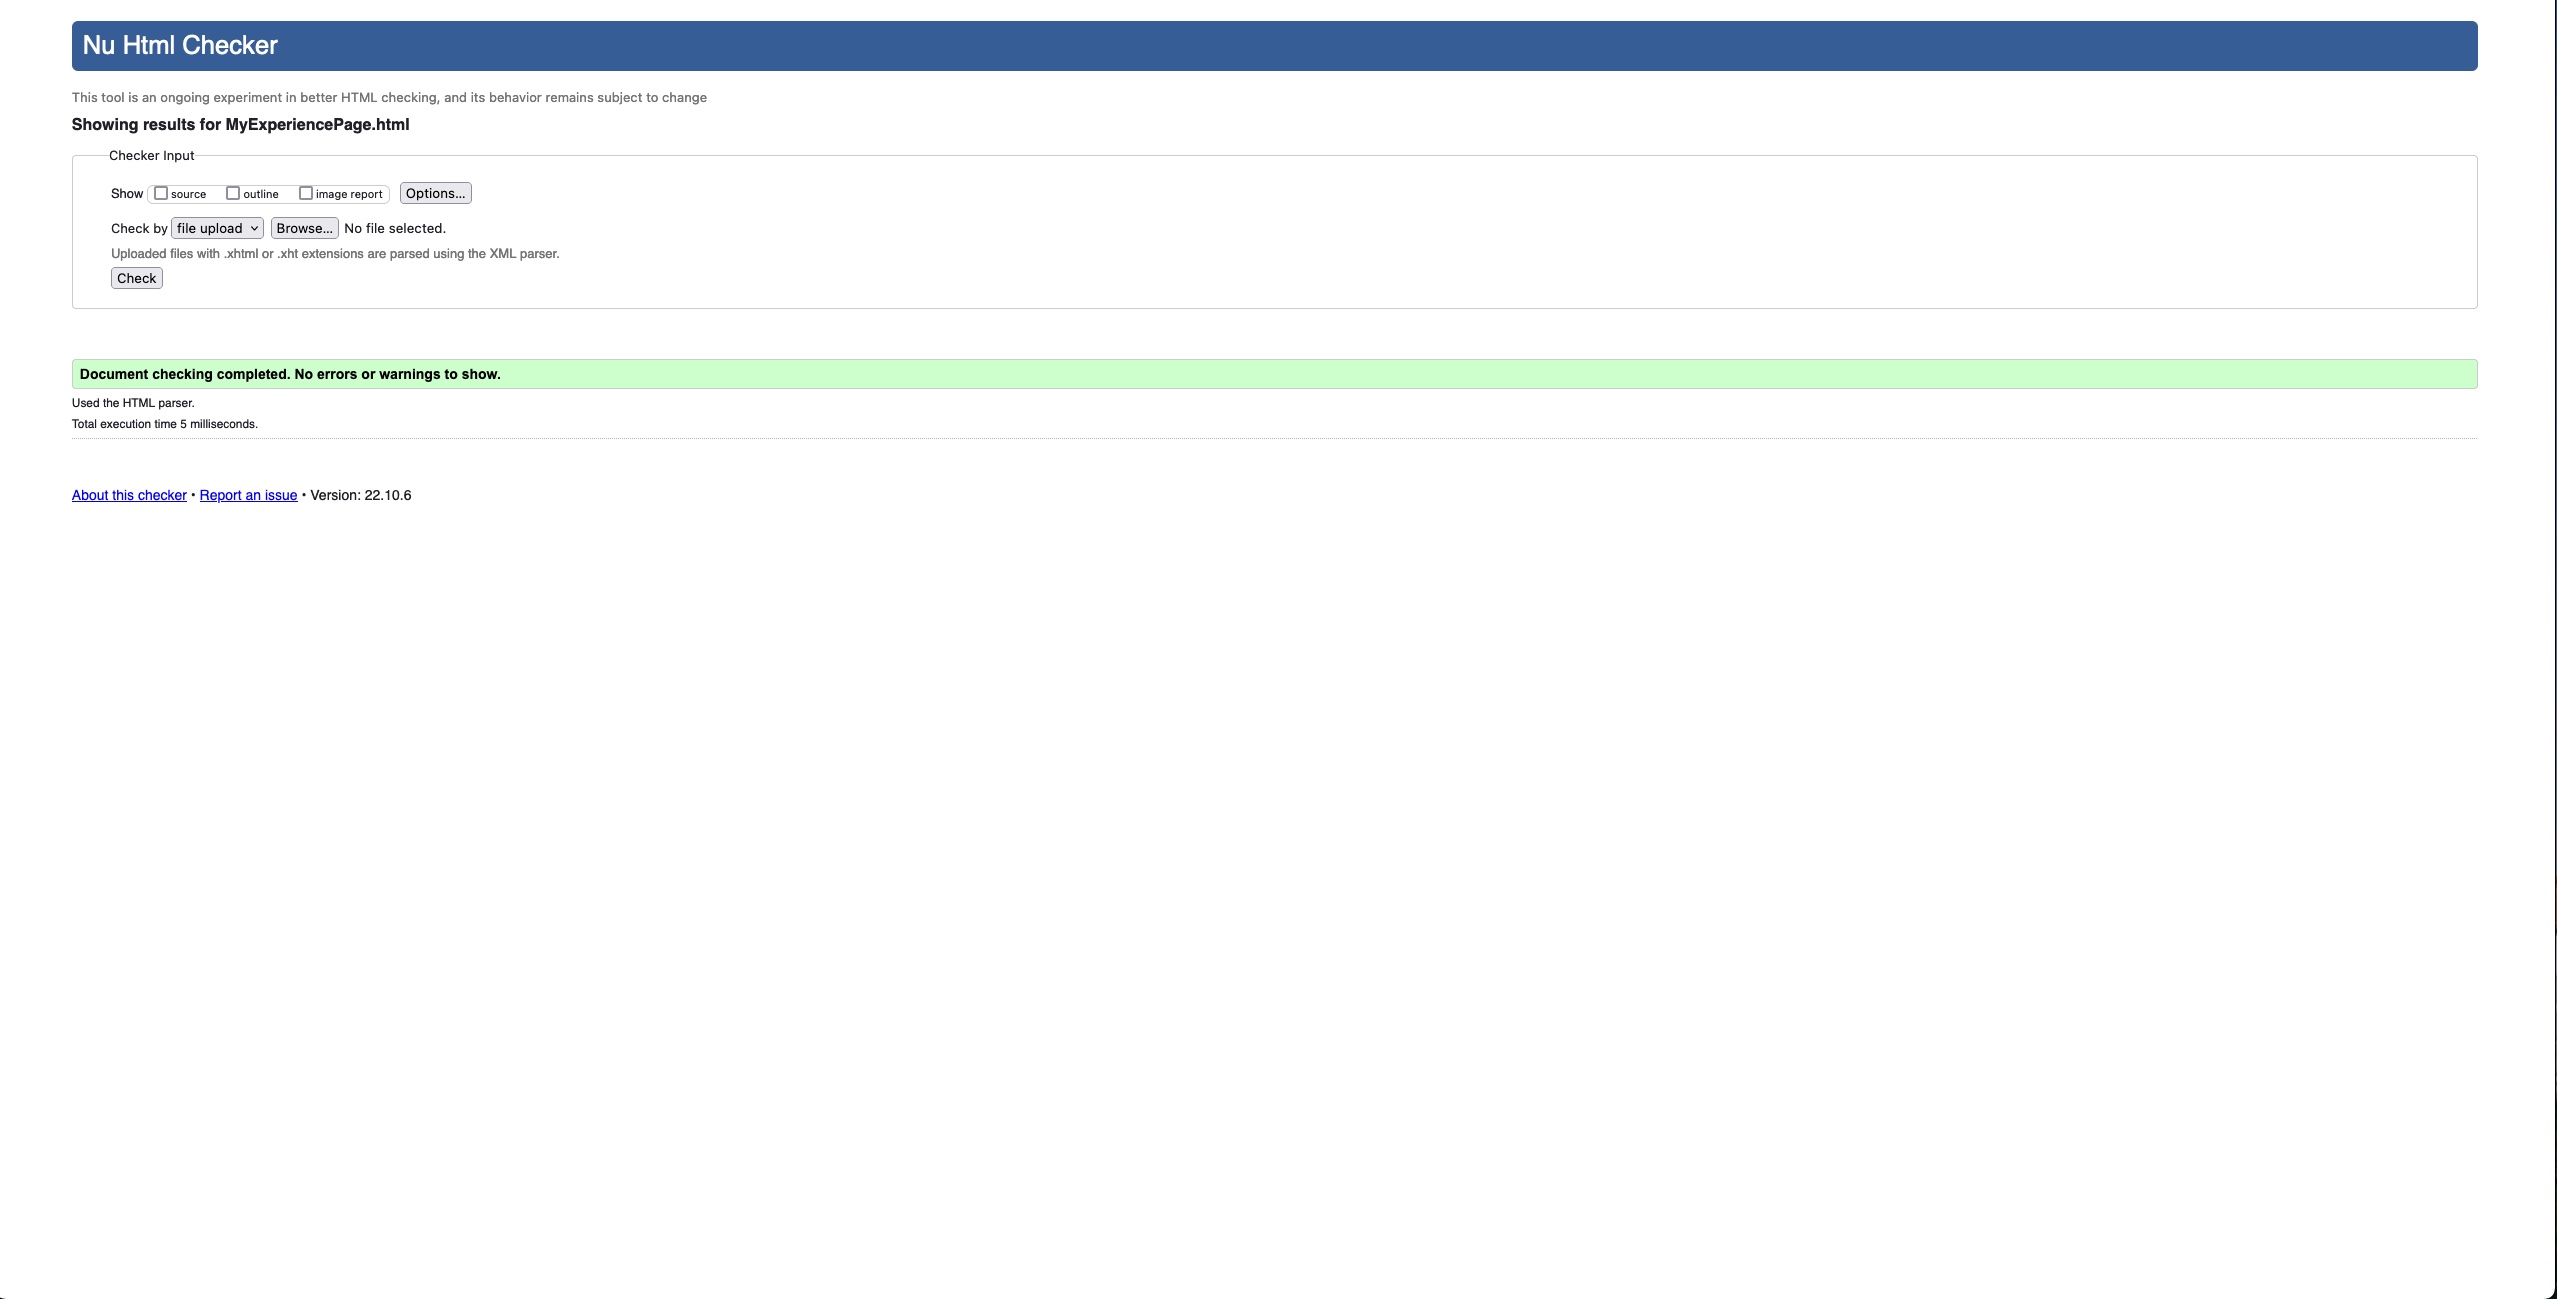 Nu Html Checker
This tool is an ongoing experiment in better HTML checking, and its behavior remains subject to change
Showing results for MyExperiencePage.html
Checker Input
Show source outline image report Options...
Check by file upload Browse... No file selected.
Uploaded files with .xhtml or .xht extensions are parsed using the XML parser.
Check
Document checking completed. No errors or warnings to show.
Used the HTML parser.
Total execution time 5 milliseconds.
About this checker • Report an issue • Version: 22.10.6